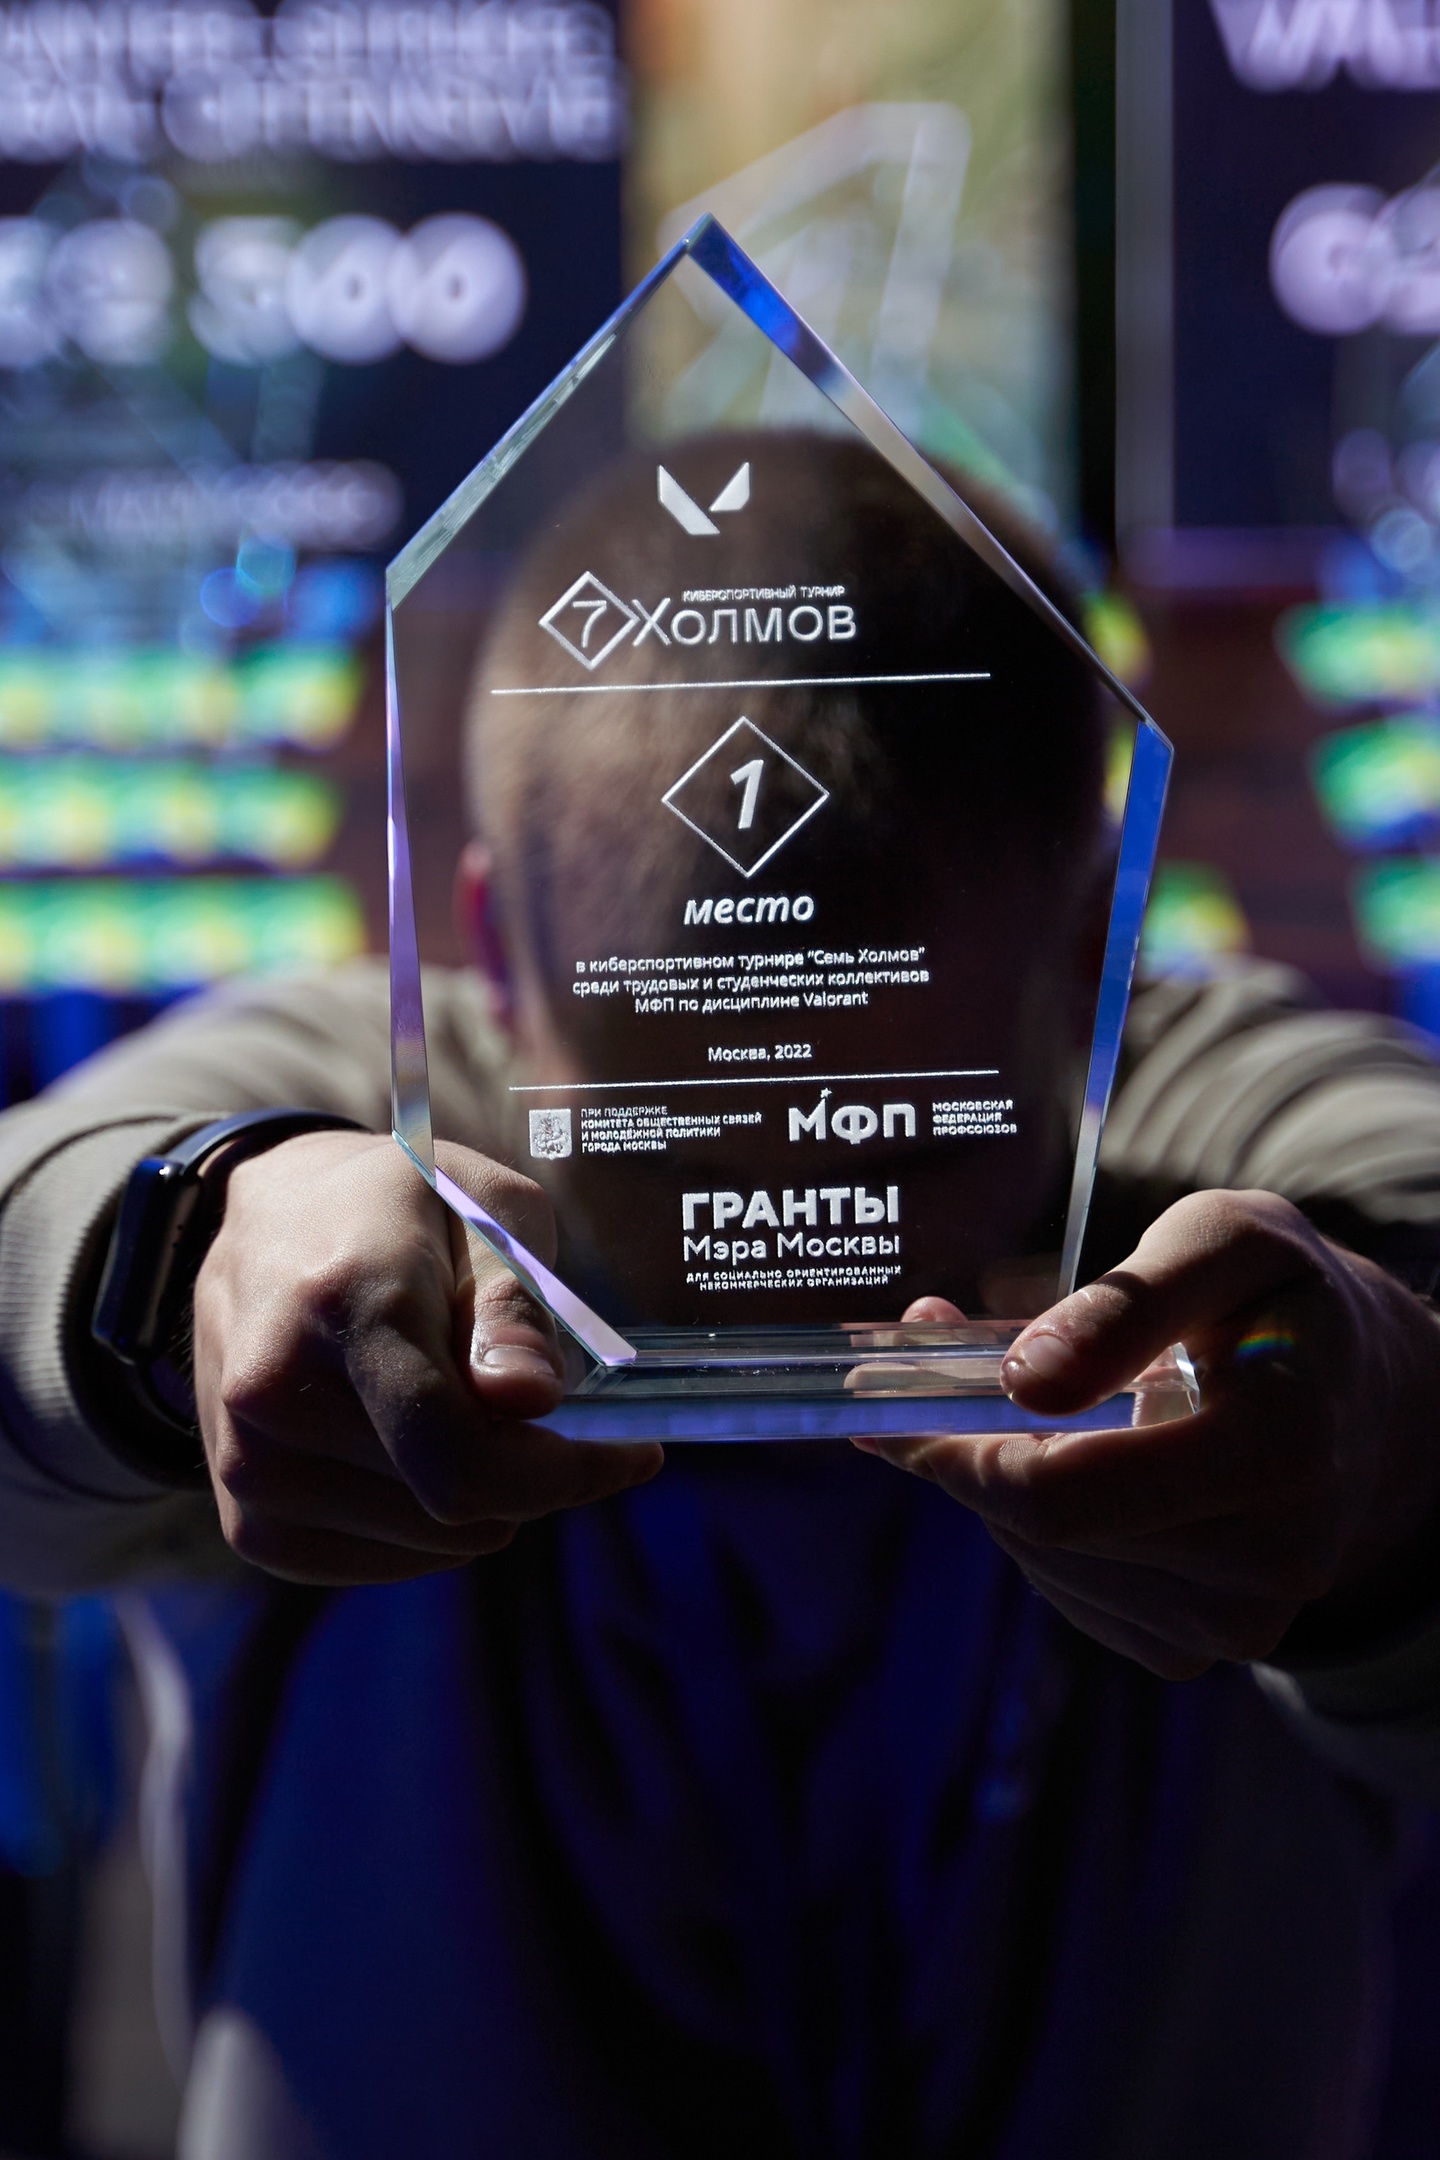 КИБЕРСПОРТИВНЫЙ ТУРНИР
7 ХОЛМОВ
1
место
в киберспортивном турнире "Семь Холмов"
среди трудовых и студенческих коллективов
МФП по дисциплине Valorant
Москва, 2022
ПРИ ПОДДЕРЖКЕ
КОМИТЕТА ОБЩЕСТВЕННЫХ СВЯЗЕЙ
И МОЛОДЁЖНОЙ ПОЛИТИКИ
ГОРОДА МОСКВЫ
МФП
МОСКОВСКАЯ
ФЕДЕРАЦИЯ
ПРОФСОЮЗОВ
ГРАНТЫ
Мэра Москвы
ДЛЯ СОЦИАЛЬНО ОРИЕНТИРОВАННЫХ
НЕКОММЕРЧЕСКИХ ОРГАНИЗАЦИЙ